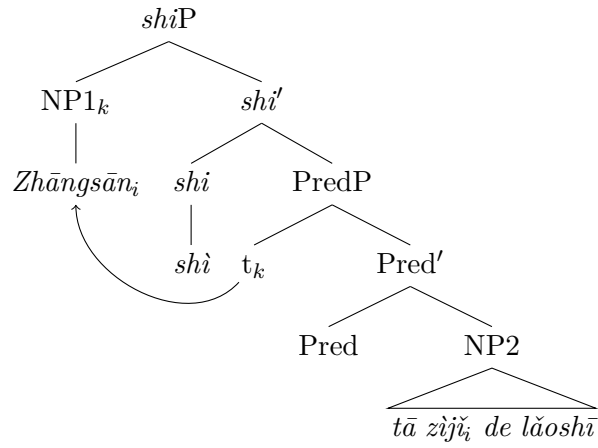 shiP
NP1ₖ shi′
Zhāngsānᵢ shi PredP
shì tₖ Pred′
Pred NP2
tā zìjǐᵢ de lǎoshī